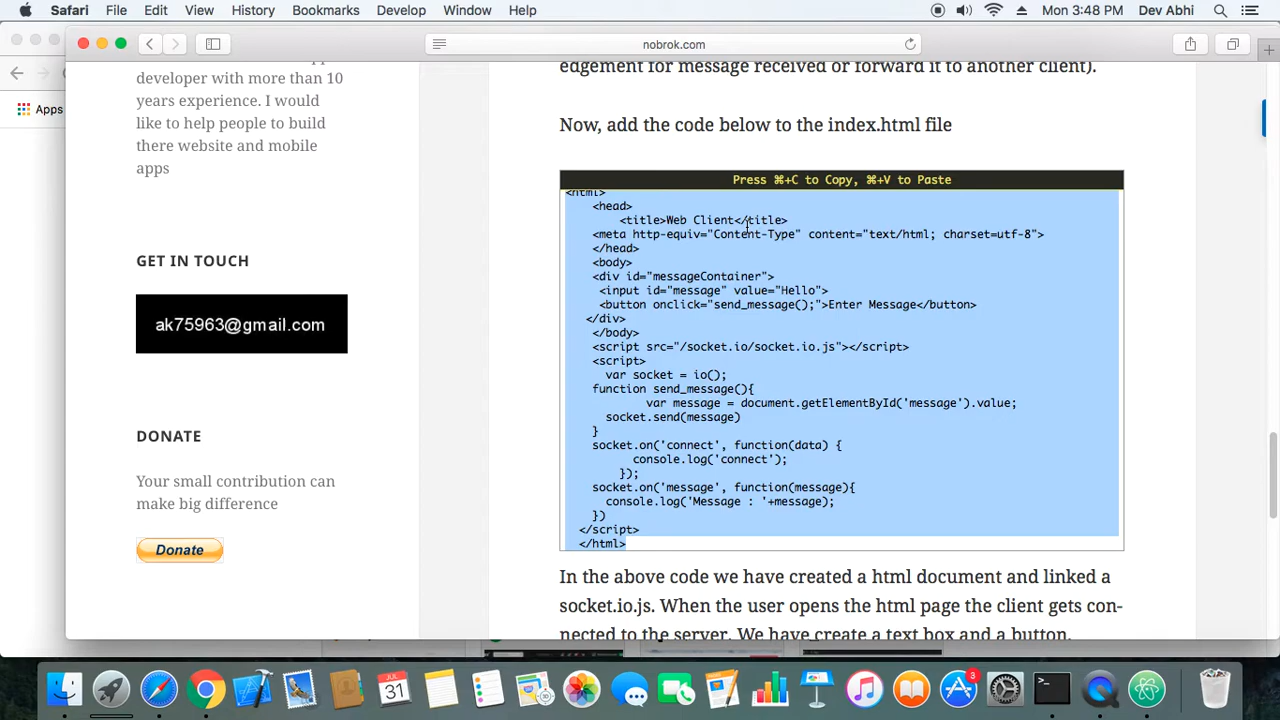 Safari File Edit View History Bookmarks Develop Window Help Mon 3:48 PM Dev Abhi
nobrok.com
Apps
developer with more than 10
years experience. I would
like to help people to build
there website and mobile
apps
GET IN TOUCH
ak75963@gmail.com
DONATE
Your small contribution can
make big difference
Donate
edgement for message received or forward it to another client).
Now, add the code below to the index.html file
Press ⌘+C to Copy, ⌘+V to Paste
<html>
<head>
<title>Web Client</title>
<meta http-equiv="Content-Type" content="text/html; charset=utf-8">
</head>
<body>
<div id="messageContainer">
<input id="message" value="Hello">
<button onclick="send_message();">Enter Message</button>
</div>
</body>
<script src="/socket.io/socket.io.js"></script>
<script>
var socket = io();
function send_message(){
var message = document.getElementById('message').value;
socket.send(message)
}
socket.on('connect', function(data) {
console.log('connect');
});
socket.on('message', function(message){
console.log('Message : '+message);
})
</script>
</html>
In the above code we have created a html document and linked a
socket.io.js. When the user opens the html page the client gets con-
nected to the server. We have create a text box and a button.
JUL
31
3